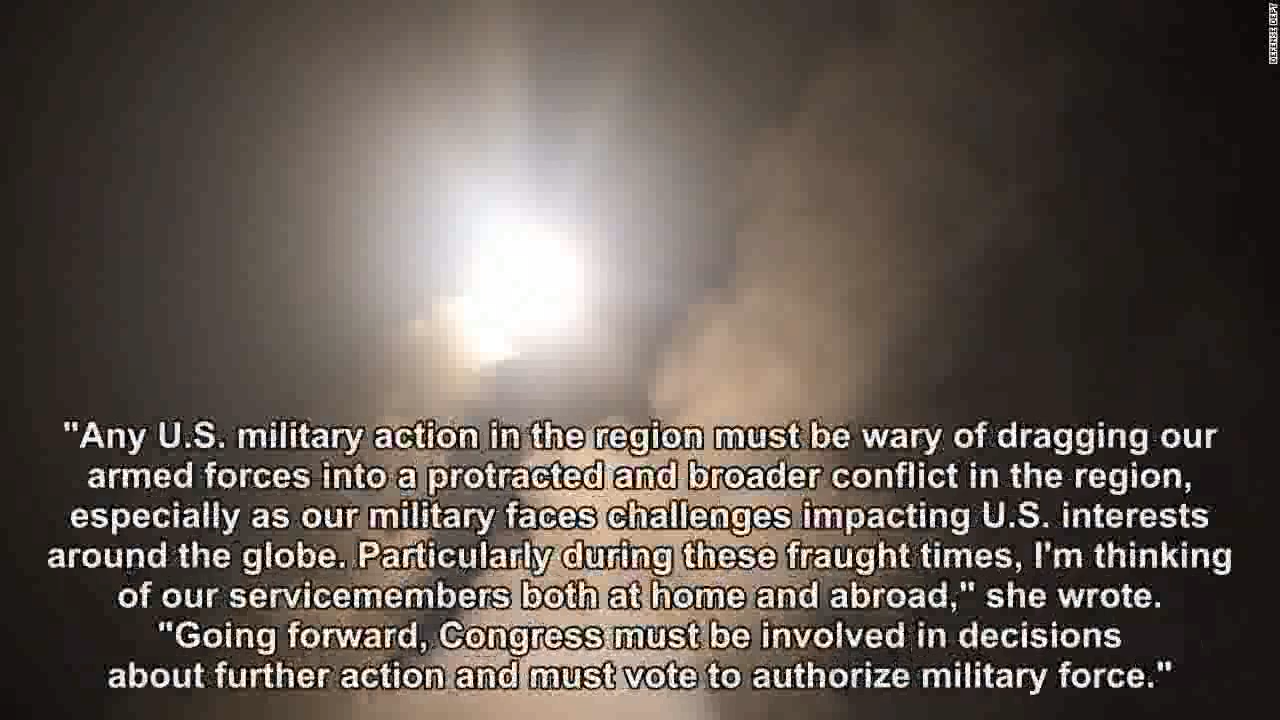 DEFENSE DEPT
"Any U.S. military action in the region must be wary of dragging our
armed forces into a protracted and broader conflict in the region,
especially as our military faces challenges impacting U.S. interests
around the globe. Particularly during these fraught times, I'm thinking
of our servicemembers both at home and abroad," she wrote.
"Going forward, Congress must be involved in decisions
about further action and must vote to authorize military force."